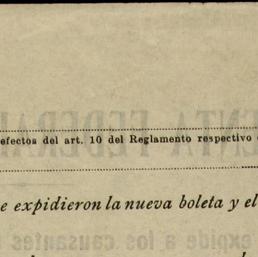 efectos del art. 10 del Reglamento respectivo
e expidieron la nueva boleta y el